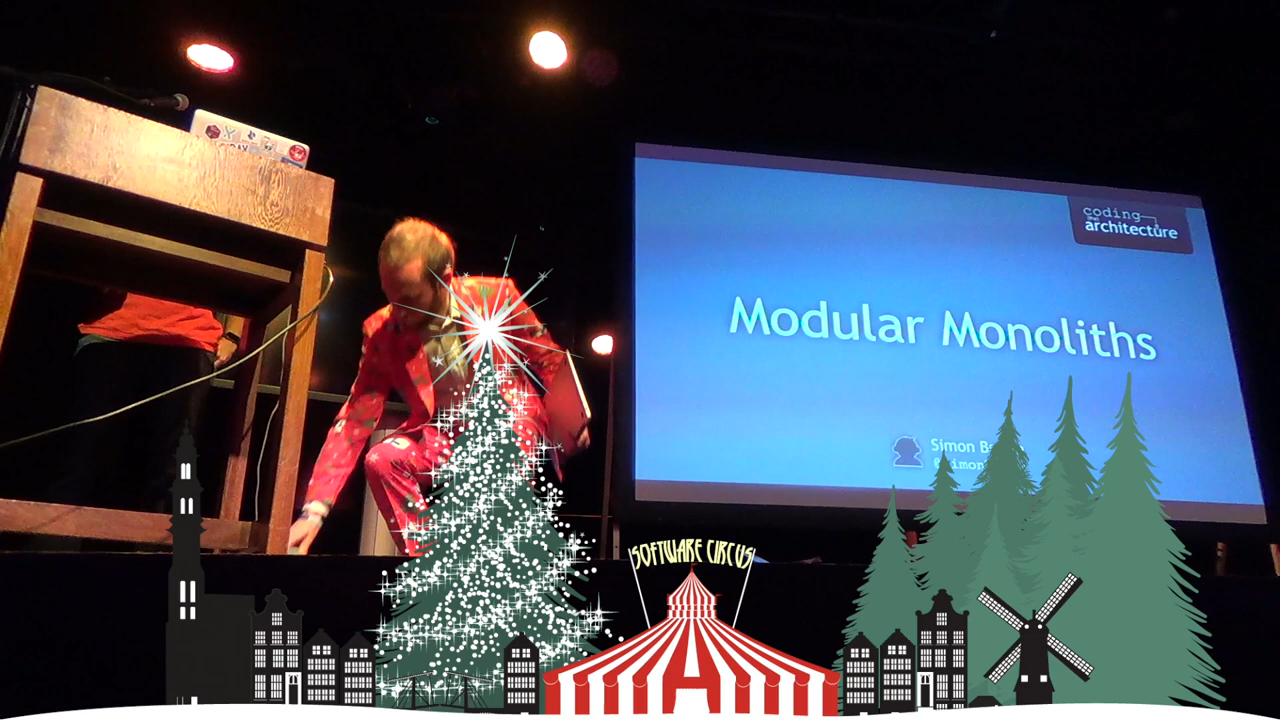 coding
the
architecture
Modular Monoliths
Simon
SOFTWARE CIRCUS
A